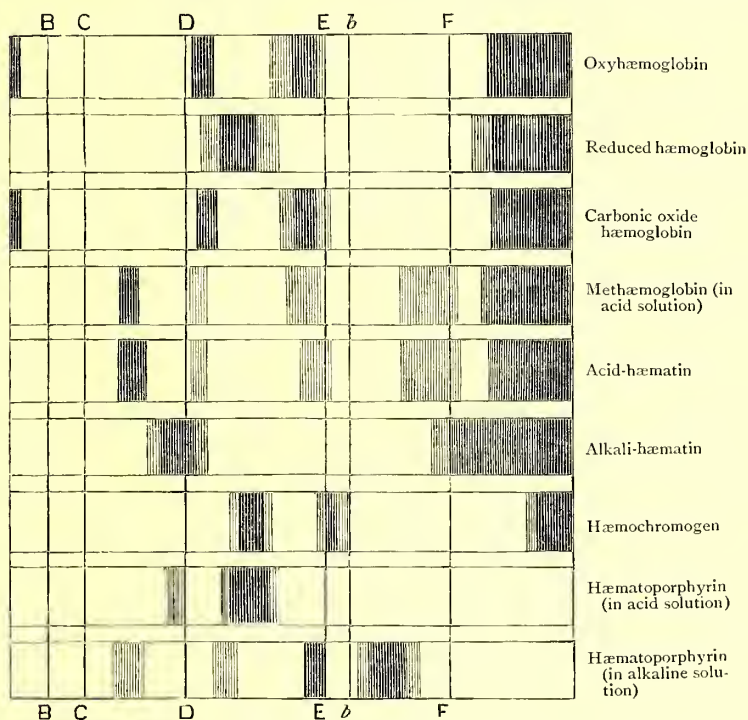 B C D E b F
Oxyhæmoglobin
Reduced hæmoglobin
Carbonic oxide
hæmoglobin
Methæmoglobin (in
acid solution)
Acid-hæmatin
Alkali-hæmatin
Hæmochromogen
Hæmatoporphyrin
(in acid solution)
Hæmatoporphyrin
(in alkaline solu-
tion)
B C D E b F